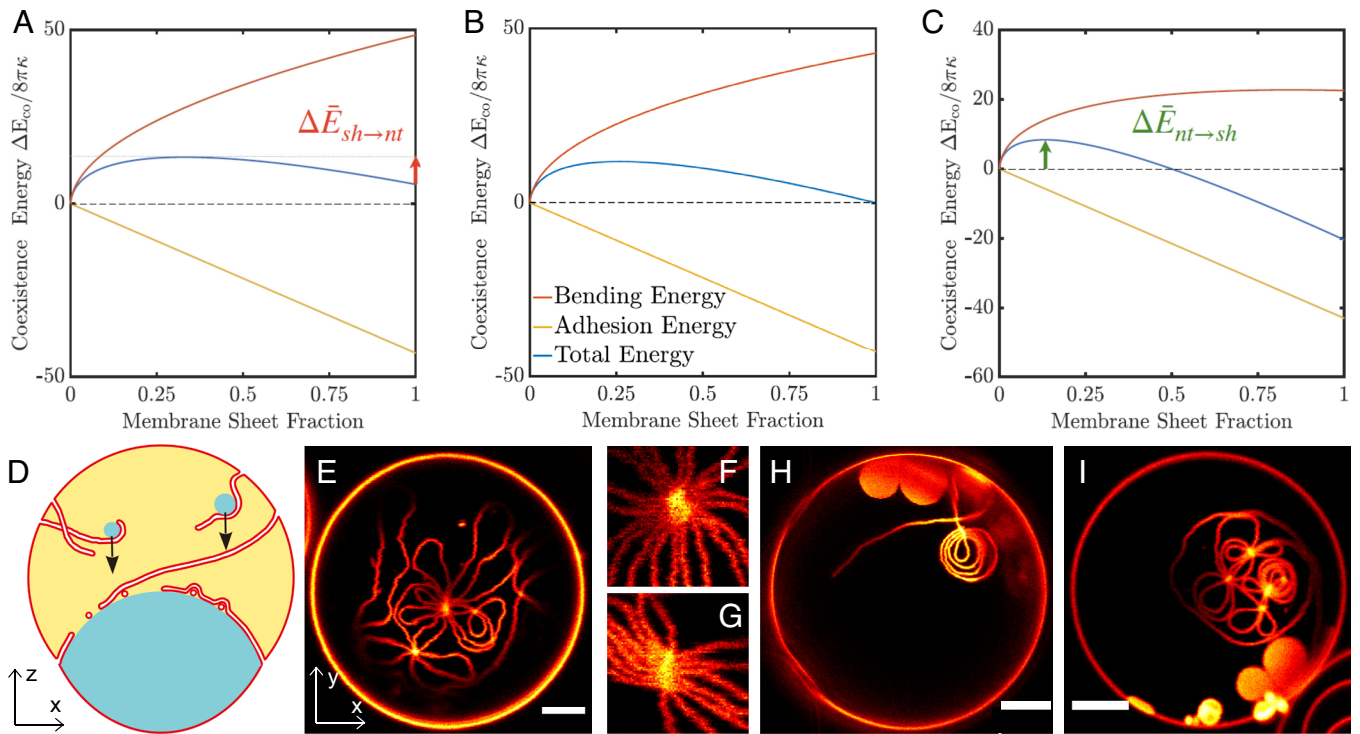 A
50
0
-50
0
0.25
0.5
0.75
1
Coexistence Energy ΔE_co/8πκ
Membrane Sheet Fraction
ΔĒ_sh→nt
B
50
0
-50
0
0.25
0.5
0.75
1
Coexistence Energy ΔE_co/8πκ
Membrane Sheet Fraction
Bending Energy
Adhesion Energy
Total Energy
C
40
20
0
-20
-40
-60
0
0.25
0.5
0.75
1
Coexistence Energy ΔE_co/8πκ
Membrane Sheet Fraction
ΔĒ_nt→sh
D
z
x
E
y
x
F
G
H
I